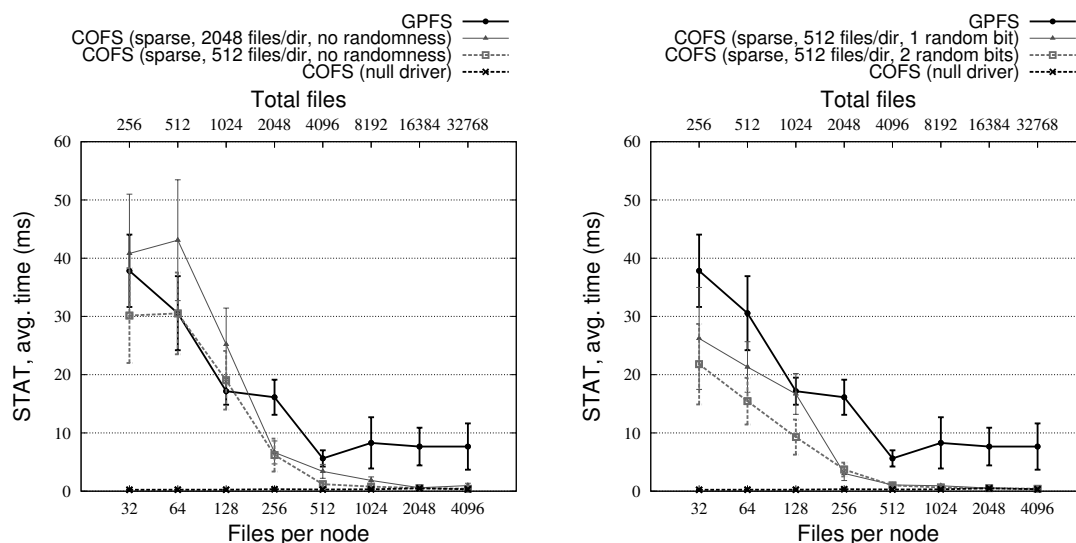 GPFS
COFS (sparse, 2048 files/dir, no randomness)
COFS (sparse, 512 files/dir, no randomness)
COFS (null driver)
Total files
256 512 1024 2048 4096 8192 16384 32768
60
50
40
30
20
10
0
STAT, avg. time (ms)
32 64 128 256 512 1024 2048 4096
Files per node
GPFS
COFS (sparse, 512 files/dir, 1 random bit)
COFS (sparse, 512 files/dir, 2 random bits)
COFS (null driver)
Total files
256 512 1024 2048 4096 8192 16384 32768
60
50
40
30
20
10
0
STAT, avg. time (ms)
32 64 128 256 512 1024 2048 4096
Files per node